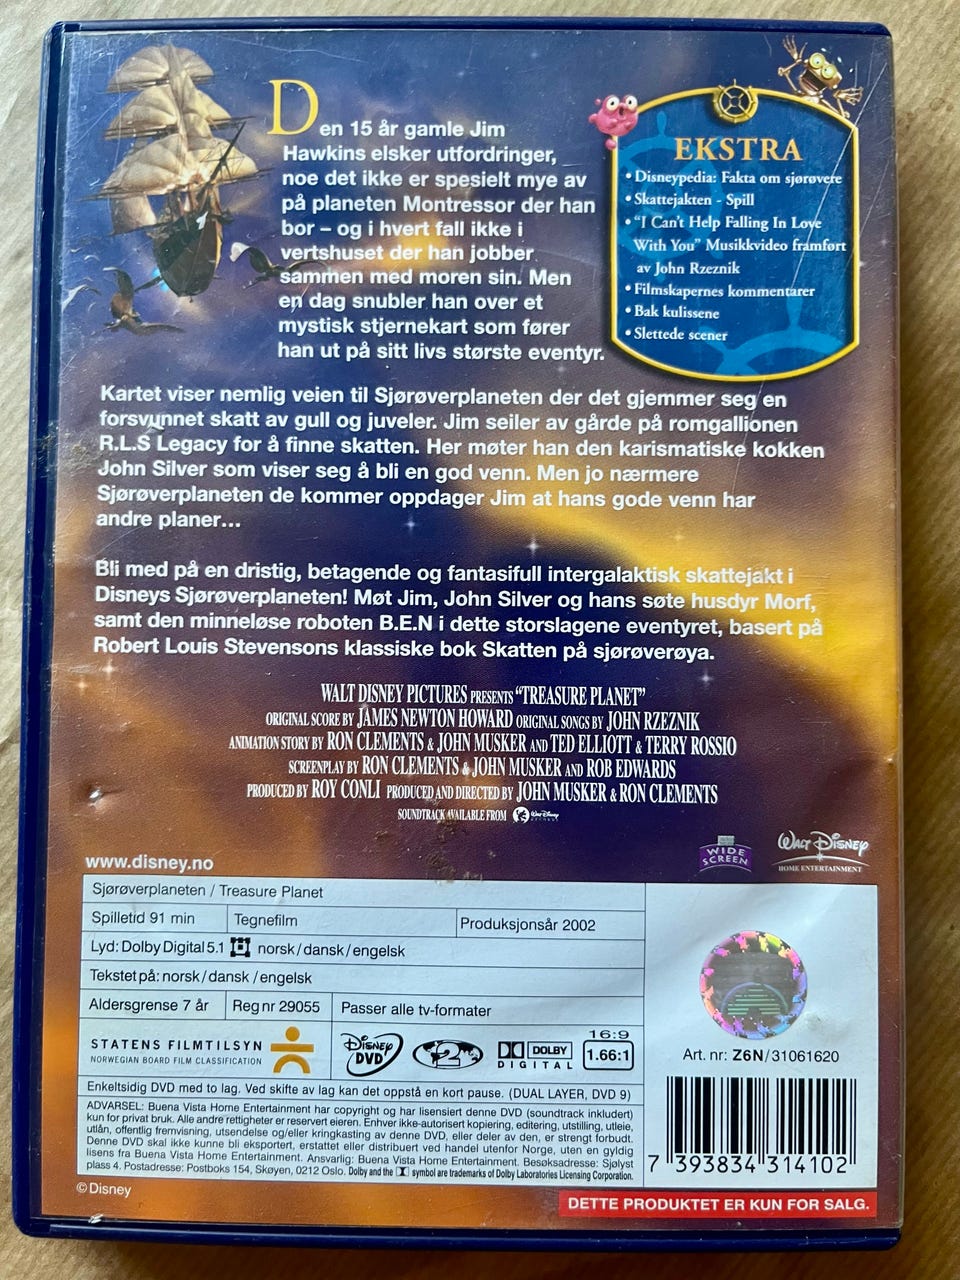 Den 15 år gamle Jim
Hawkins elsker utfordringer,
noe det ikke er spesielt mye av
på planeten Montressor der han
bor – og i hvert fall ikke i
vertshuset der han jobber
sammen med moren sin. Men
en dag snubler han over et
mystisk stjernekart som fører
han ut på sitt livs største eventyr.
EKSTRA
• Disneypedia: Fakta om sjørøvere
• Skattejakten - Spill
• "I Can't Help Falling In Love
With You" Musikkvideo framført
av John Rzeznik
• Filmskapernes kommentarer
• Bak kulissene
• Slettede scener
Kartet viser nemlig veien til Sjørøverplaneten der det gjemmer seg en
forsvunnet skatt av gull og juveler. Jim seiler av gårde på romgallionen
R.L.S Legacy for å finne skatten. Her møter han den karismatiske kokken
John Silver som viser seg å bli en god venn. Men jo nærmere
Sjørøverplaneten de kommer oppdager Jim at hans gode venn har
andre planer...
Bli med på en dristig, betagende og fantasifull intergalaktisk skattejakt i
Disneys Sjørøverplaneten! Møt Jim, John Silver og hans søte husdyr Morf,
samt den minneløse roboten B.E.N i dette storslagene eventyret, basert på
Robert Louis Stevensons klassiske bok Skatten på sjørøverøya.
WALT DISNEY PICTURES PRESENTS "TREASURE PLANET"
ORIGINAL SCORE BY JAMES NEWTON HOWARD ORIGINAL SONGS BY JOHN RZEZNIK
ANIMATION STORY BY RON CLEMENTS & JOHN MUSKER AND TED ELLIOTT & TERRY ROSSIO
SCREENPLAY BY RON CLEMENTS & JOHN MUSKER AND ROB EDWARDS
PRODUCED BY ROY CONLI PRODUCED AND DIRECTED BY JOHN MUSKER & RON CLEMENTS
SOUNDTRACK AVAILABLE FROM Walt Disney RECORDS
WIDE SCREEN
WALT DISNEY
HOME ENTERTAINMENT
www.disney.no
Sjørøverplaneten / Treasure Planet
Spilletid 91 min Tegnefilm Produksjonsår 2002
Lyd: Dolby Digital 5.1 norsk / dansk / engelsk
Tekstet på: norsk / dansk / engelsk
Aldersgrense 7 år Reg nr 29055 Passer alle tv-formater
STATENS FILMTILSYN
NORWEGIAN BOARD FILM CLASSIFICATION
DISNEY DVD
2
DOLBY
DIGITAL
16:9
1.66:1
Art. nr: Z6N/31061620
Enkeltsidig DVD med to lag. Ved skifte av lag kan det oppstå en kort pause. (DUAL LAYER, DVD 9)
ADVARSEL: Buena Vista Home Entertainment har copyright og har lisensiert denne DVD (soundtrack inkludert)
kun for privat bruk. Alle andre rettigheter er reservert eieren. Enhver ikke-autorisert kopiering, editering, utstilling, utleie,
utlån, offentlig fremvisning, utsendelse og/eller kringkasting av denne DVD, eller deler av den, er strengt forbudt.
Denne DVD skal ikke kunne bli eksportert, erstattet eller distribuert ved handel utenfor Norge, uten en gyldig
lisens fra Buena Vista Home Entertainment. Ansvarlig: Buena Vista Home Entertainment. Besøksadresse: Sjølyst
plass 4. Postadresse: Postboks 154, Skøyen, 0212 Oslo. Dolby and the symbol are trademarks of Dolby Laboratories Licensing Corporation.
7 393834 314102
© Disney
DETTE PRODUKTET ER KUN FOR SALG.